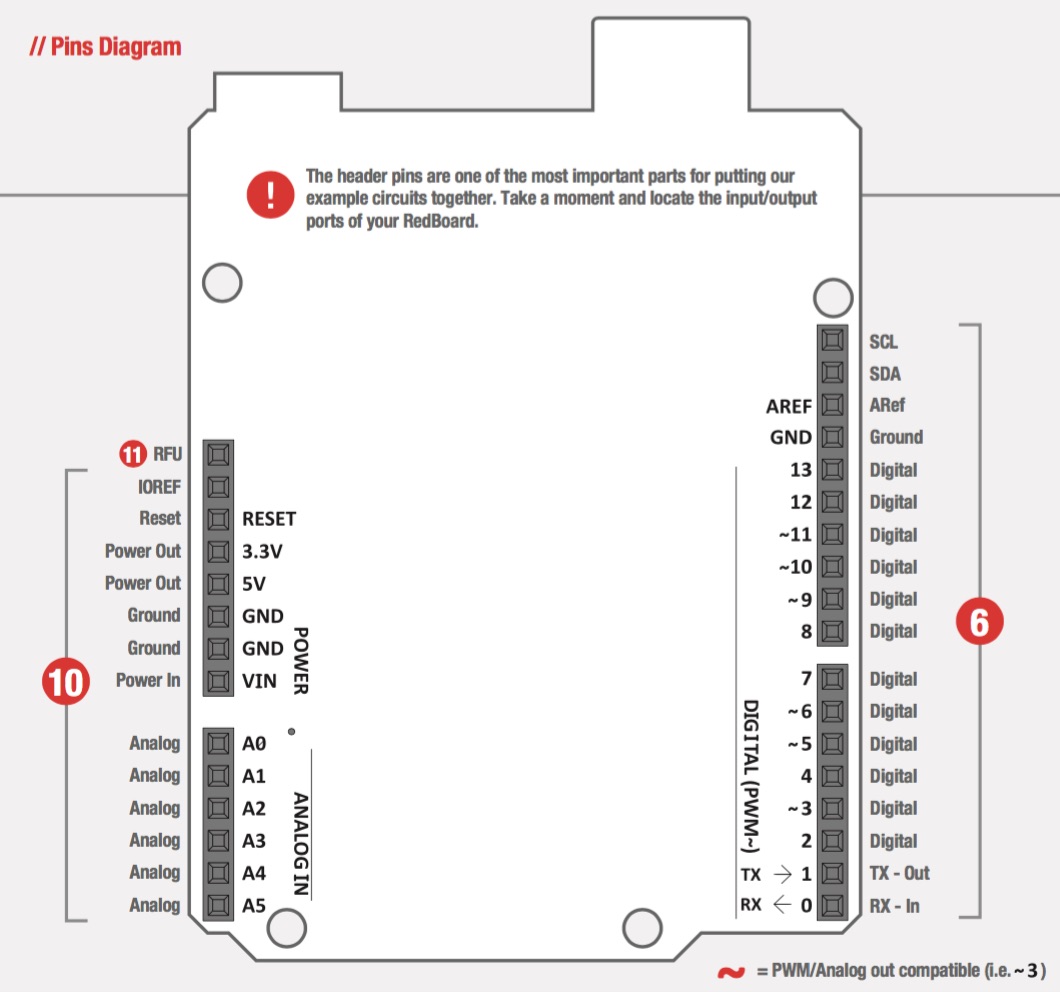 // Pins Diagram
! The header pins are one of the most important parts for putting our
example circuits together. Take a moment and locate the input/output
ports of your RedBoard.
11 RFU
IOREF
Reset RESET
Power Out 3.3V
Power Out 5V
Ground GND
Ground GND
Power In VIN
POWER
10
Analog A0
Analog A1
Analog A2
Analog A3
Analog A4
Analog A5
ANALOG IN
SCL
SDA
AREF ARef
GND Ground
13 Digital
12 Digital
~11 Digital
~10 Digital
~9 Digital
8 Digital
7 Digital
~6 Digital
~5 Digital
4 Digital
~3 Digital
2 Digital
TX → 1 TX - Out
RX ← 0 RX - In
DIGITAL (PWM~)
6
~ = PWM/Analog out compatible (i.e. ~3)